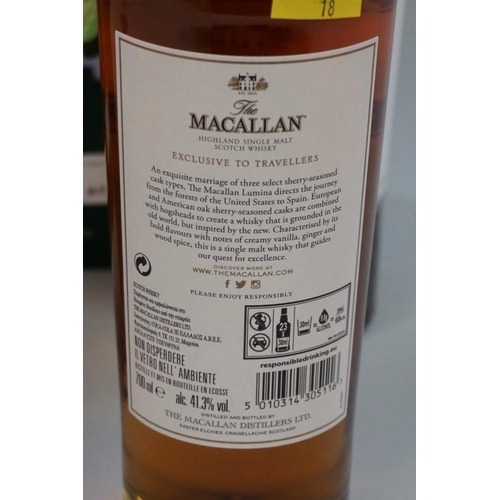 18
EST. 1824
The
MACALLAN
HIGHLAND SINGLE MALT
SCOTCH WHISKY
EXCLUSIVE TO TRAVELLERS
An exquisite marriage of three select sherry-seasoned
cask types, The Macallan Lumina directs the journey
from the forests of the United States to Spain. European
and American oak sherry-seasoned casks are combined
with hogsheads to create a whisky that is grounded in the
old world, but inspired by the new. Characterised by its
bold flavours with notes of creamy vanilla, ginger and
wood spice, this is a single malt whisky that guides
our quest for excellence.
DISCOVER MORE AT
WWW.THEMACALLAN.COM
PLEASE ENJOY RESPONSIBLY
SCOTCH WHISKY
THE MACALLAN DISTILLERS LTD.
NON DISPERDERE
IL VETRO NELL' AMBIENTE
DISTILLÉ ET MIS EN BOUTEILLE EN ECOSSE
700 ml e alc. 41.3% vol.
23
X
30ml
30ml
=
ALCOHOL
=
responsibledrinking.eu
5 010314 305116
DISTILLED AND BOTTLED BY
THE MACALLAN DISTILLERS LTD.
EASTER ELCHIES CRAIGELLACHIE SCOTLAND